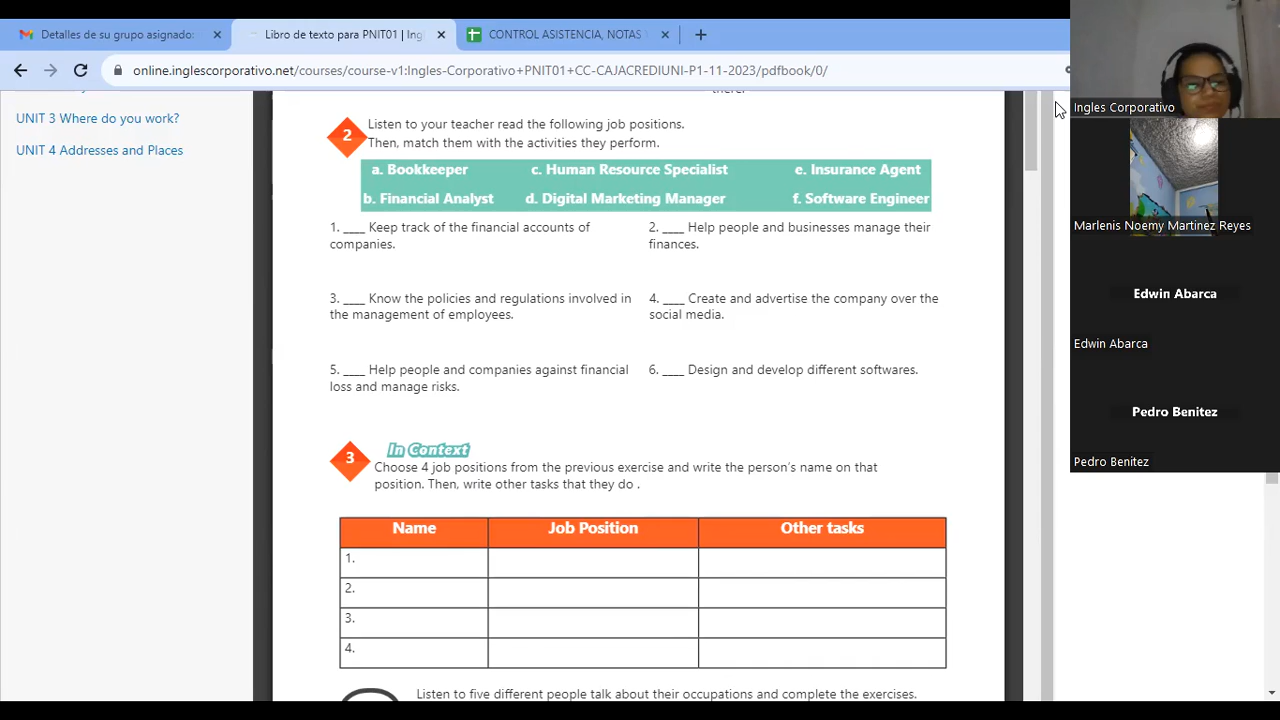 Detalles de su grupo asignado:
Libro de texto para PNIT01 | Ingl
CONTROL ASISTENCIA, NOTAS
online.inglescorporativo.net/courses/course-v1:Ingles-Corporativo+PNIT01+CC-CAJACREDIUNI-P1-11-2023/pdfbook/0/
UNIT 3 Where do you work?
UNIT 4 Addresses and Places
there!
2
Listen to your teacher read the following job positions.
Then, match them with the activities they perform.
a. Bookkeeper c. Human Resource Specialist e. Insurance Agent
b. Financial Analyst d. Digital Marketing Manager f. Software Engineer
1. ____ Keep track of the financial accounts of
companies.
2. ____ Help people and businesses manage their
finances.
3. ____ Know the policies and regulations involved in
the management of employees.
4. ____ Create and advertise the company over the
social media.
5. ____ Help people and companies against financial
loss and manage risks.
6. ____ Design and develop different softwares.
3
In Context
Choose 4 job positions from the previous exercise and write the person's name on that
position. Then, write other tasks that they do .
Name Job Position Other tasks
1.
2.
3.
4.
Listen to five different people talk about their occupations and complete the exercises.
Ingles Corporativo
Marlenis Noemy Martinez Reyes
Edwin Abarca
Edwin Abarca
Pedro Benitez
Pedro Benitez